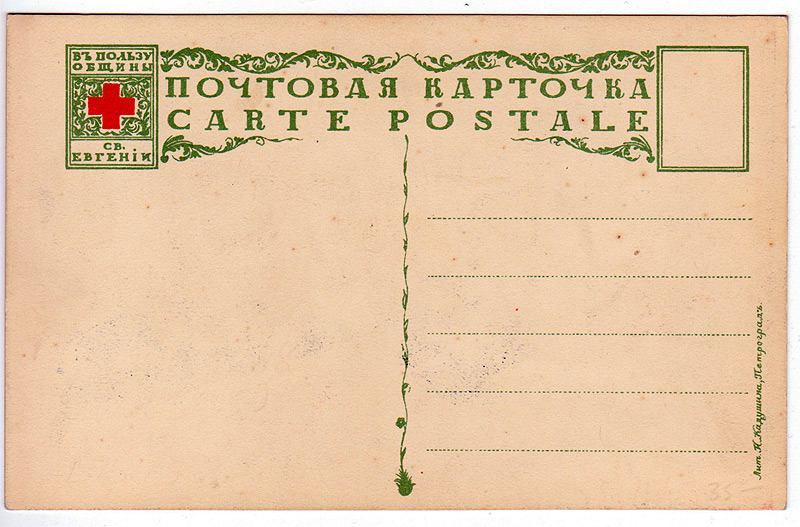 ВЪ ПОЛЬЗУ
ОБЩИНЫ
СВ.
ЕВГЕНІИ
ПОЧТОВАЯ КАРТОЧКА
CARTE POSTALE
Лит. Н. Кадушина, Петроградъ.
35-